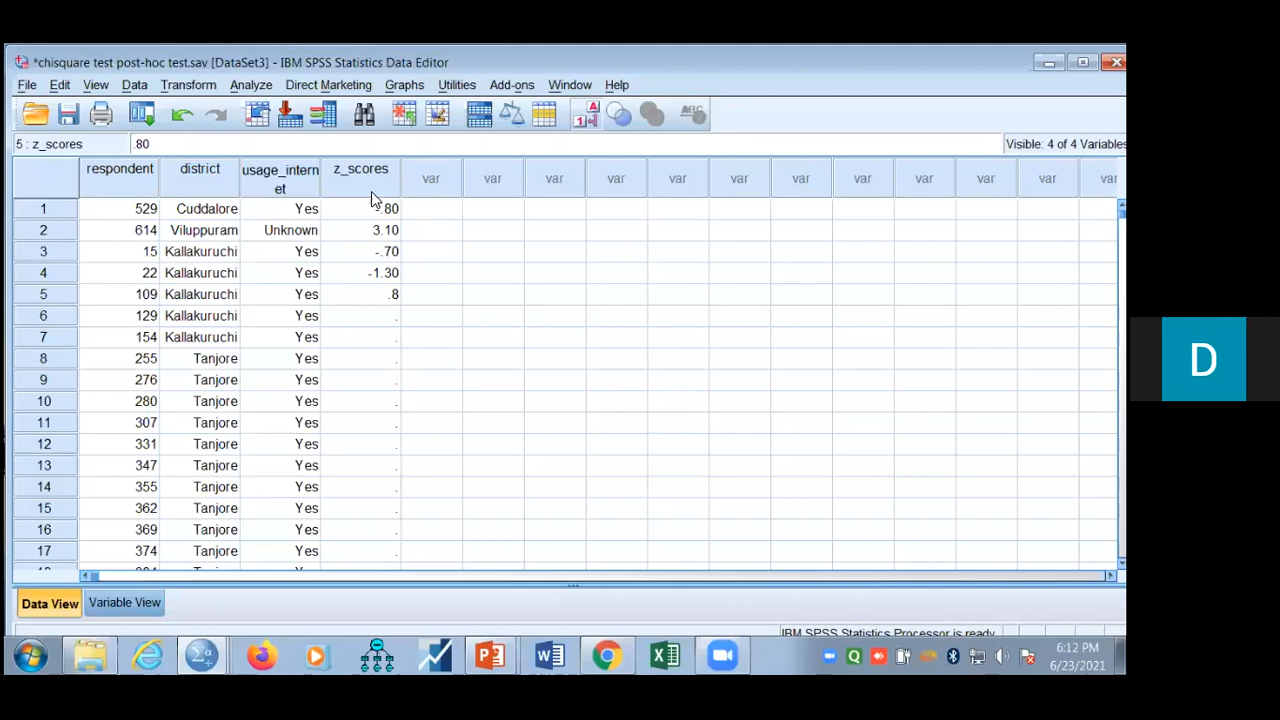 *chisquare test post-hoc test.sav [DataSet3] - IBM SPSS Statistics Data Editor
File Edit View Data Transform Analyze Direct Marketing Graphs Utilities Add-ons Window Help
5 : z_scores .80 Visible: 4 of 4 Variables
respondent district usage_intern et z_scores var var var var var var var var var var var
1 529 Cuddalore Yes -.80
2 614 Viluppuram Unknown 3.10
3 15 Kallakuruchi Yes -.70
4 22 Kallakuruchi Yes -1.30
5 109 Kallakuruchi Yes .8
6 129 Kallakuruchi Yes .
7 154 Kallakuruchi Yes .
8 255 Tanjore Yes .
9 276 Tanjore Yes .
10 280 Tanjore Yes .
11 307 Tanjore Yes .
12 331 Tanjore Yes .
13 347 Tanjore Yes .
14 355 Tanjore Yes .
15 362 Tanjore Yes .
16 369 Tanjore Yes .
17 374 Tanjore Yes .
Data View Variable View
IBM SPSS Statistics Processor is ready
6:12 PM
6/23/2021
D